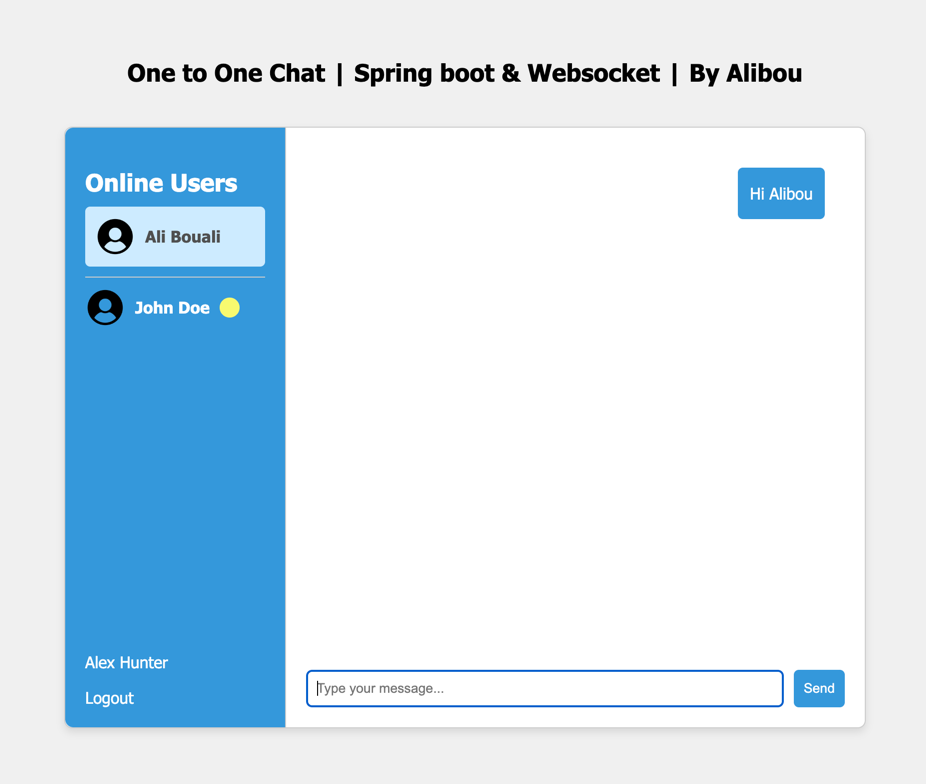 One to One Chat | Spring boot & Websocket | By Alibou
Online Users
Ali Bouali
John Doe
Alex Hunter
Logout
Hi Alibou
Type your message...
Send